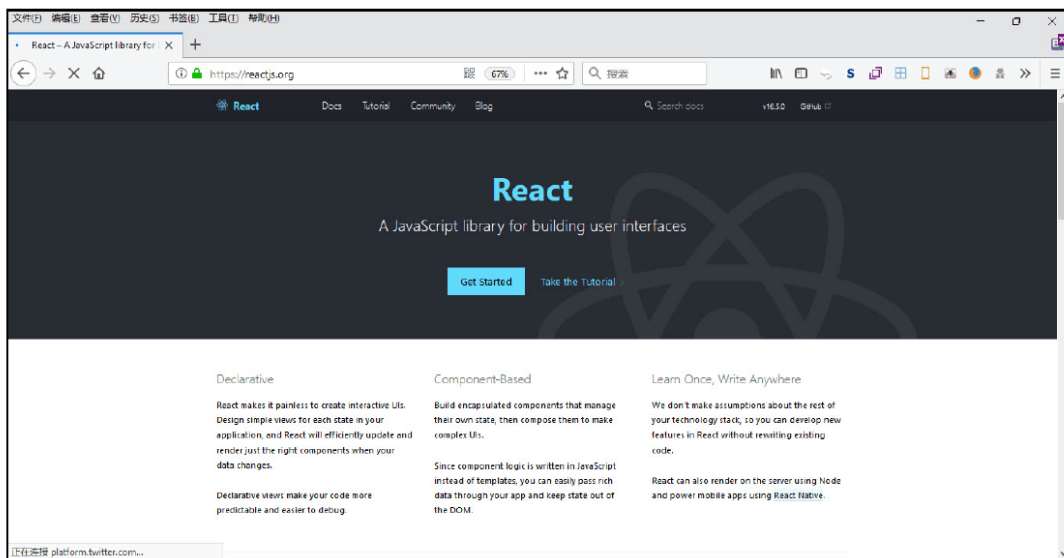 文件(F) 编辑(E) 查看(V) 历史(S) 书签(B) 工具(T) 帮助(H)
React – A JavaScript library for
https://reactjs.org 67% 搜索
React Docs Tutorial Community Blog Search docs v16.5.0 GitHub
React
A JavaScript library for building user interfaces
Get Started Take the Tutorial
Declarative
React makes it painless to create interactive UIs.
Design simple views for each state in your
application, and React will efficiently update and
render just the right components when your
data changes.
Declarative views make your code more
predictable and easier to debug.
Component-Based
Build encapsulated components that manage
their own state, then compose them to make
complex UIs.
Since component logic is written in JavaScript
instead of templates, you can easily pass rich
data through your app and keep state out of
the DOM.
Learn Once, Write Anywhere
We don't make assumptions about the rest of
your technology stack, so you can develop new
features in React without rewriting existing
code.
React can also render on the server using Node
and power mobile apps using React Native.
正在连接 platform.twitter.com...